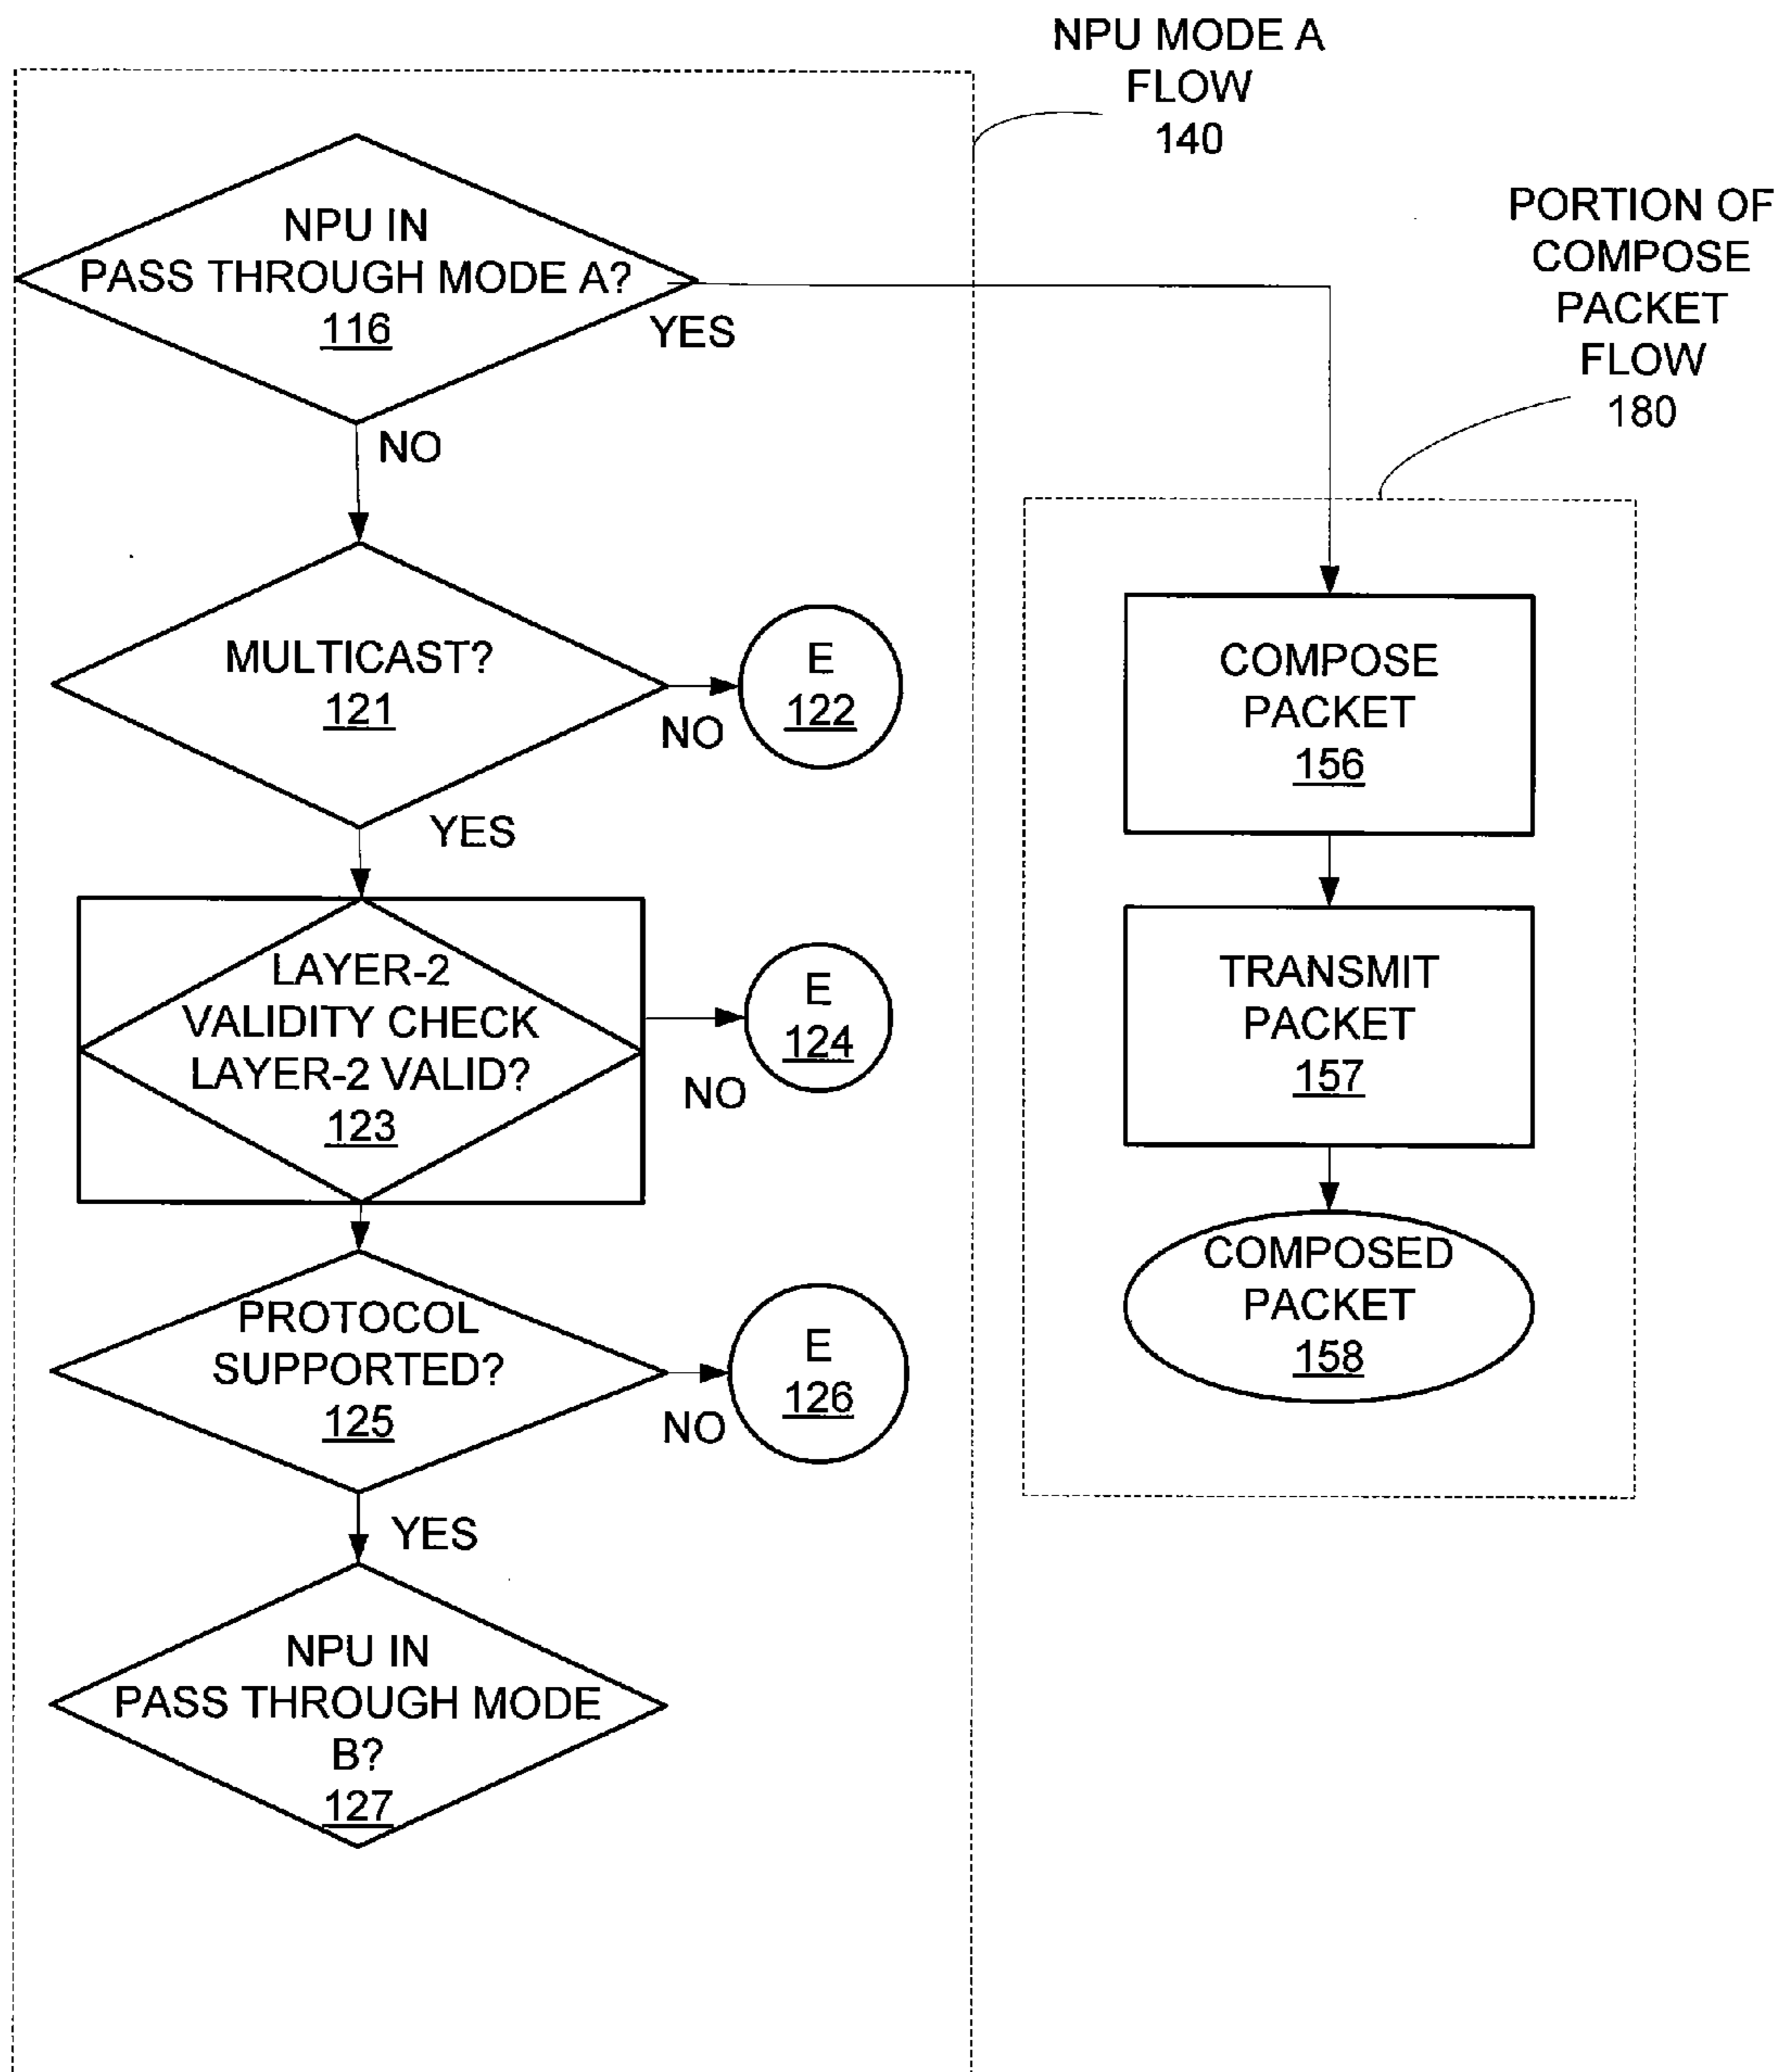 NPU MODE A
FLOW
140
PORTION OF
COMPOSE
PACKET
FLOW
180
NPU IN
PASS THROUGH MODE A?
116
YES
NO
MULTICAST?
121
NO
E
122
YES
LAYER-2
VALIDITY CHECK
LAYER-2 VALID?
123
NO
E
124
PROTOCOL
SUPPORTED?
125
NO
E
126
YES
NPU IN
PASS THROUGH MODE
B?
127
COMPOSE
PACKET
156
TRANSMIT
PACKET
157
COMPOSED
PACKET
158